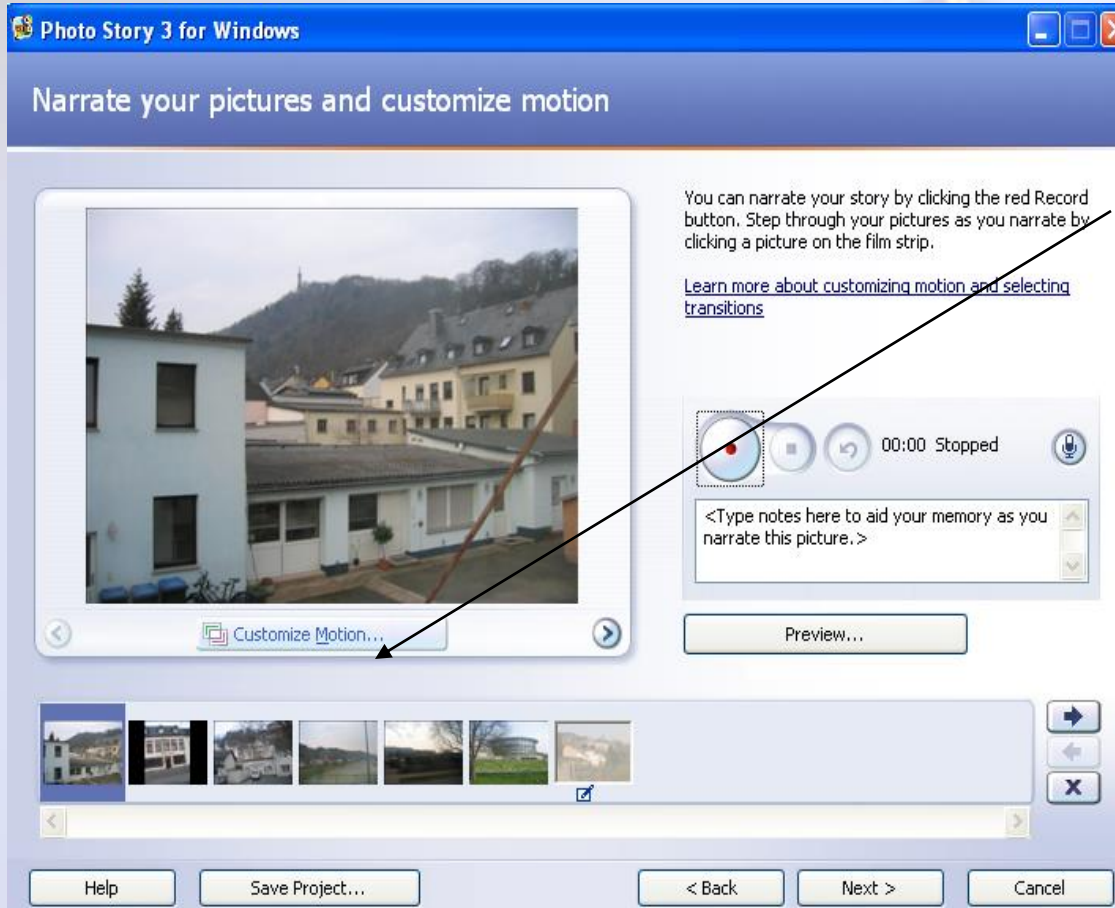 Photo Story 3 for Windows
Narrate your pictures and customize motion
You can narrate your story by clicking the red Record
button. Step through your pictures as you narrate by
clicking a picture on the film strip.
Learn more about customizing motion and selecting
transitions
00:00 Stopped
<Type notes here to aid your memory as you
narrate this picture.>
Customize Motion...
Preview...
Help
Save Project...
< Back
Next >
Cancel